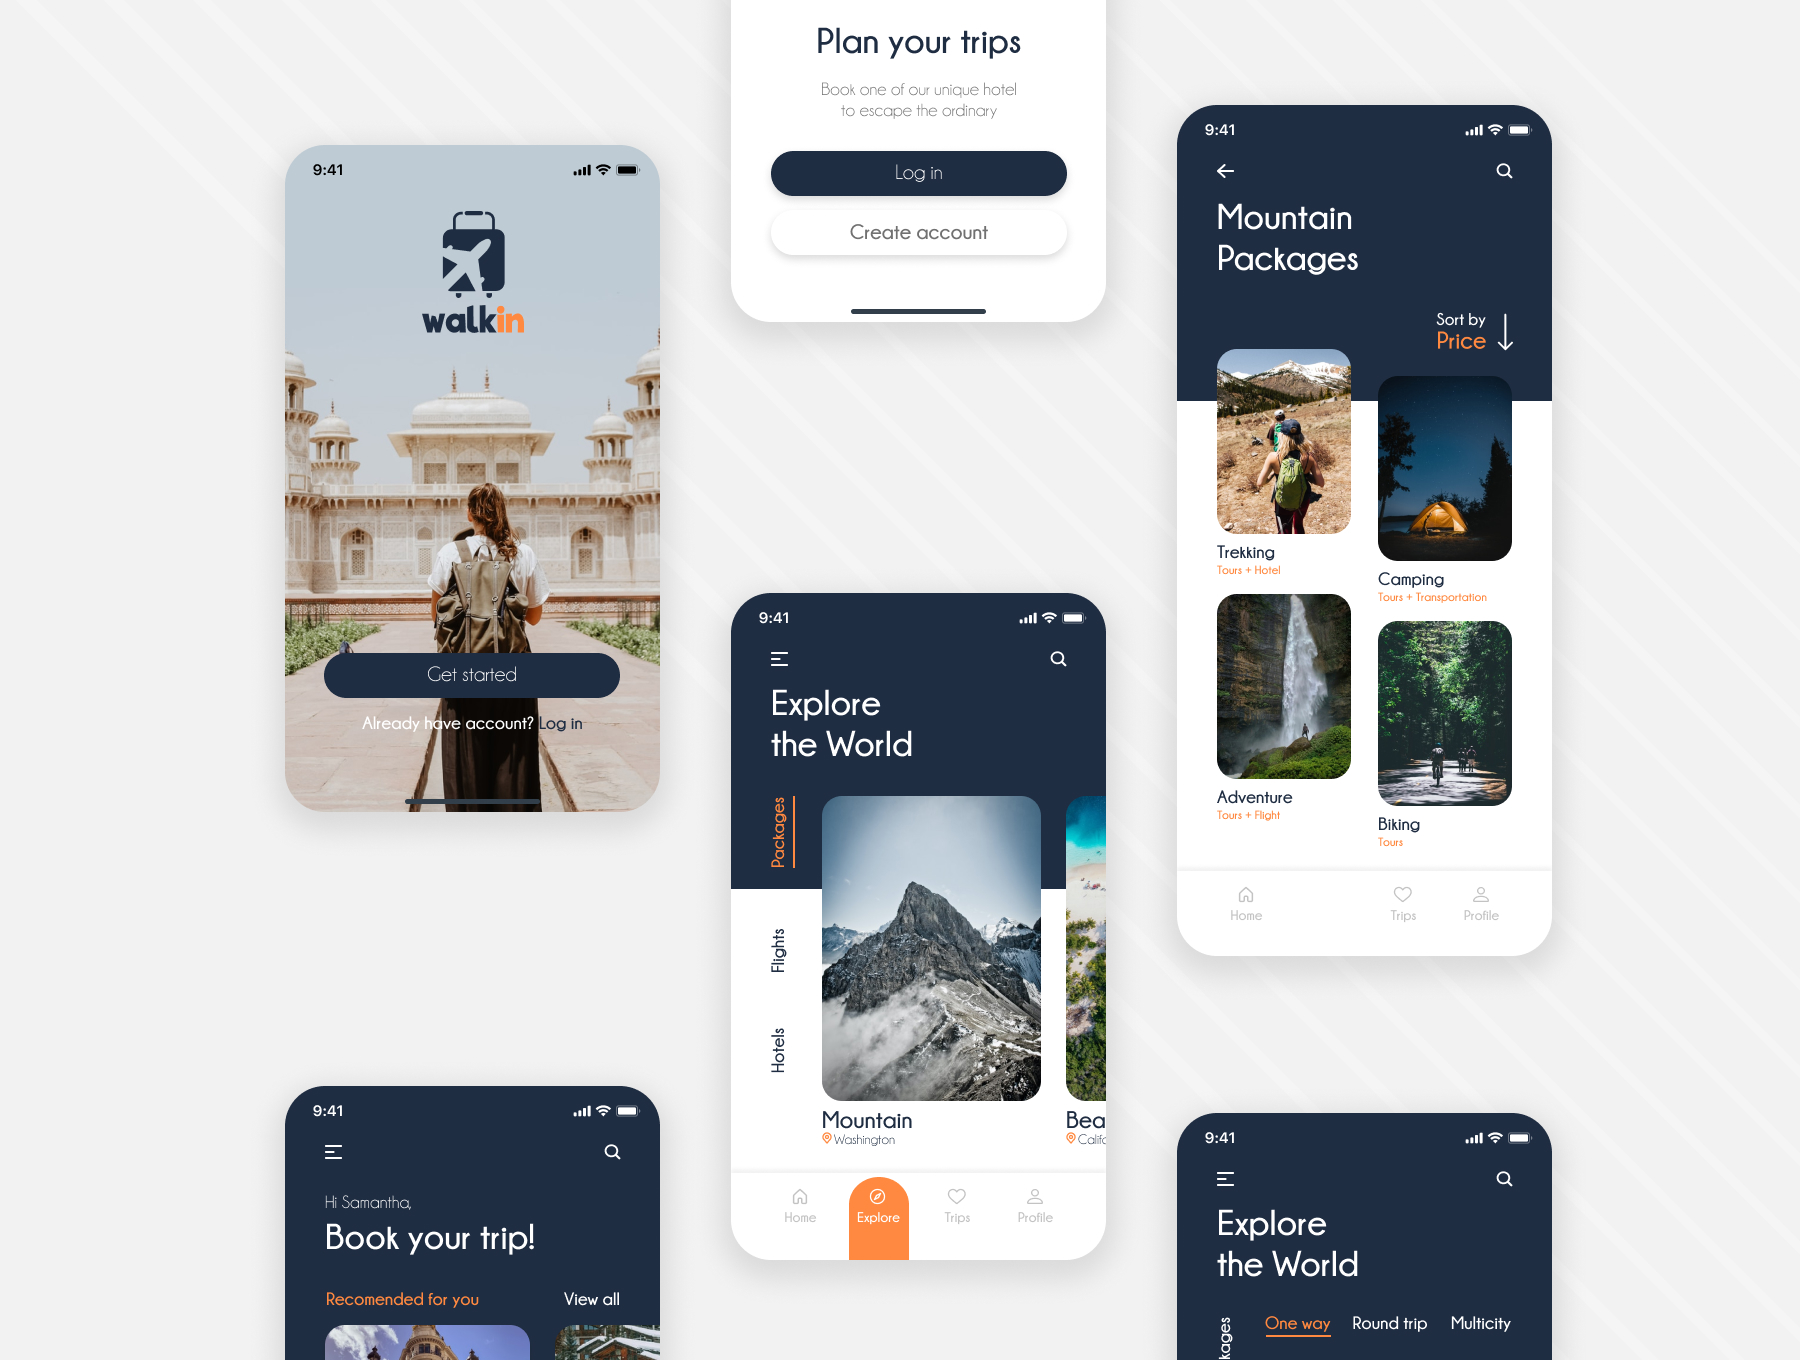 9:41
walkin
Get started
Already have account? Log in
9:41
Hi Samantha,
Book your trip!
Recomended for you
View all
Plan your trips
Book one of our unique hotel
to escape the ordinary
Log in
Create account
9:41
Explore
the World
Packages
Flights
Hotels
Mountain
Washington
Bea
Califo
Home
Explore
Trips
Profile
9:41
Mountain
Packages
Sort by
Price
Trekking
Tours + Hotel
Camping
Tours + Transportation
Adventure
Tours + Flight
Biking
Tours
Home
Trips
Profile
9:41
Explore
the World
kages
One way
Round trip
Multicity